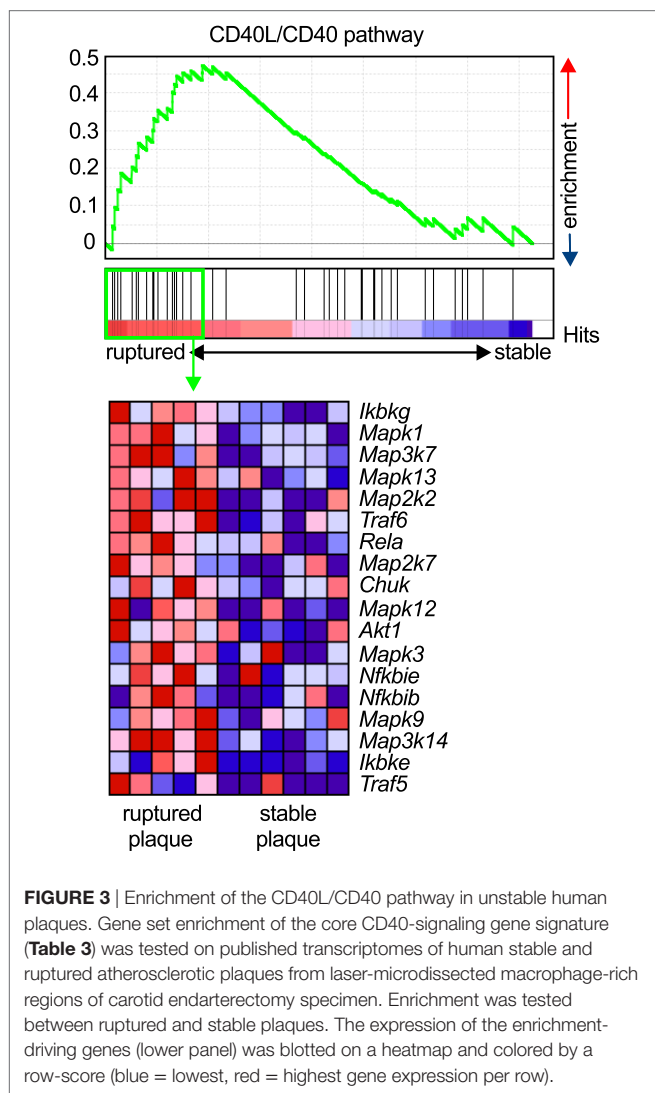 CD40L/CD40 pathway
0.5
0.4
0.3
0.2
0.1
0
enrichment
Hits
ruptured
stable
Ikbkg
Mapk1
Map3k7
Mapk13
Map2k2
Traf6
Rela
Map2k7
Chuk
Mapk12
Akt1
Mapk3
Nfkbie
Nfkbib
Mapk9
Map3k14
Ikbke
Traf5
ruptured
plaque
stable
plaque
FIGURE 3 | Enrichment of the CD40L/CD40 pathway in unstable human
plaques. Gene set enrichment of the core CD40-signaling gene signature
(Table 3) was tested on published transcriptomes of human stable and
ruptured atherosclerotic plaques from laser-microdissected macrophage-rich
regions of carotid endarterectomy specimen. Enrichment was tested
between ruptured and stable plaques. The expression of the enrichment-
driving genes (lower panel) was blotted on a heatmap and colored by a
row-score (blue = lowest, red = highest gene expression per row).